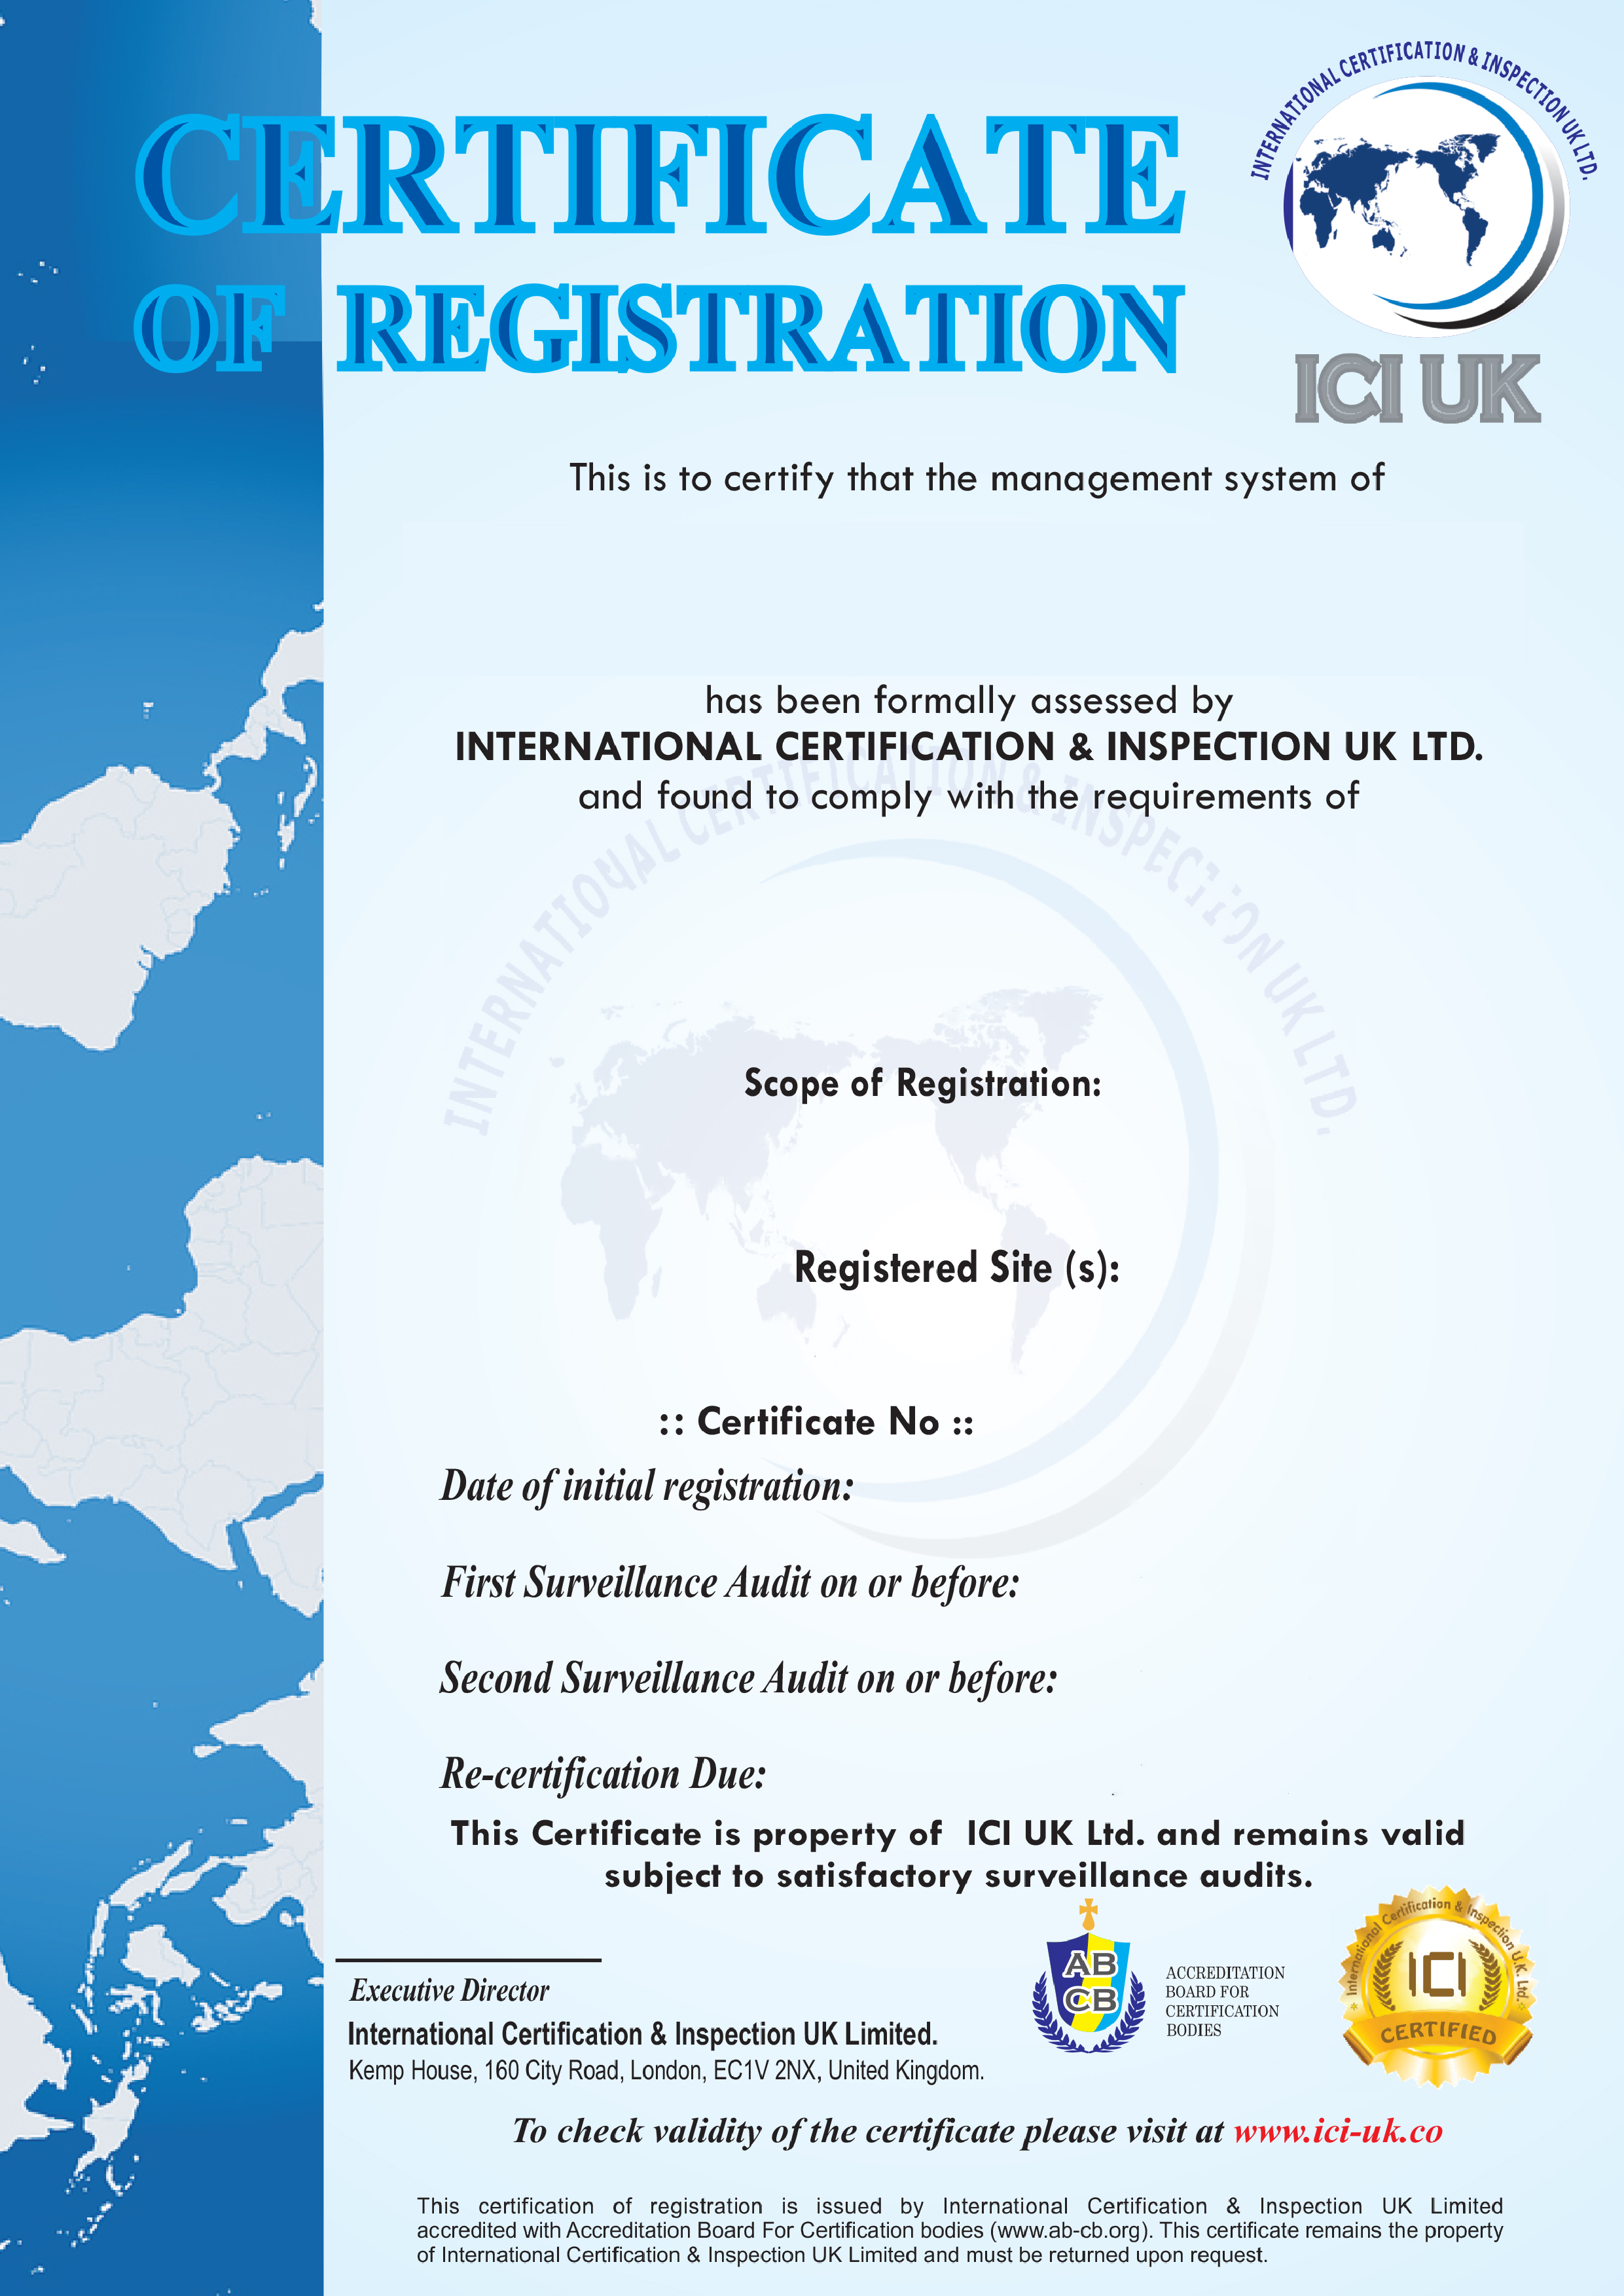 INTERNATIONAL CERTIFICATION & INSPECTION UK LTD.
CERTIFICATE
OF REGISTRATION
ICI UK
This is to certify that the management system of
has been formally assessed by
INTERNATIONAL CERTIFICATION & INSPECTION UK LTD.
and found to comply with the requirements of
INTERNATIONAL CERTIFICATION & INSPECTION UK LTD.
Scope of Registration:
Registered Site (s):
:: Certificate No ::
Date of initial registration:
First Surveillance Audit on or before:
Second Surveillance Audit on or before:
Re-certification Due:
This Certificate is property of ICI UK Ltd. and remains valid
subject to satisfactory surveillance audits.
Executive Director
International Certification & Inspection UK Limited.
Kemp House, 160 City Road, London, EC1V 2NX, United Kingdom.
AB
CB
ACCREDITATION
BOARD FOR
CERTIFICATION
BODIES
International Certification & Inspection U.K. Ltd.
ICI
CERTIFIED
To check validity of the certificate please visit at www.ici-uk.co
This certification of registration is issued by International Certification & Inspection UK Limited
accredited with Accreditation Board For Certification bodies (www.ab-cb.org). This certificate remains the property
of International Certification & Inspection UK Limited and must be returned upon request.